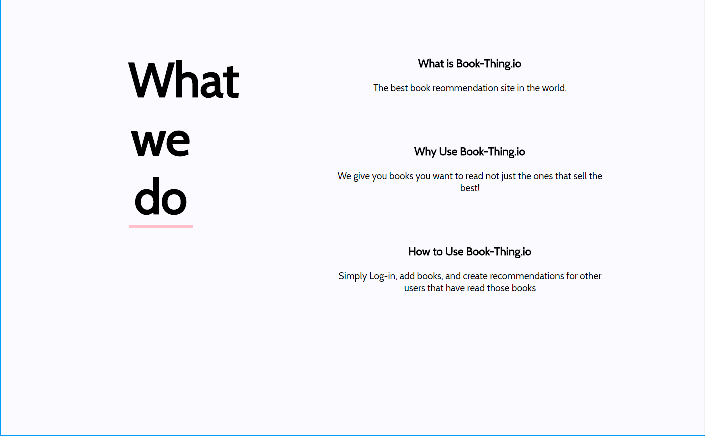 What
we
do
What is Book-Thing.io
The best book reommendation site in the world.
Why Use Book-Thing.io
We give you books you want to read not just the ones that sell the
best!
How to Use Book-Thing.io
Simply Log-in, add books, and create recommendations for other
users that have read those books